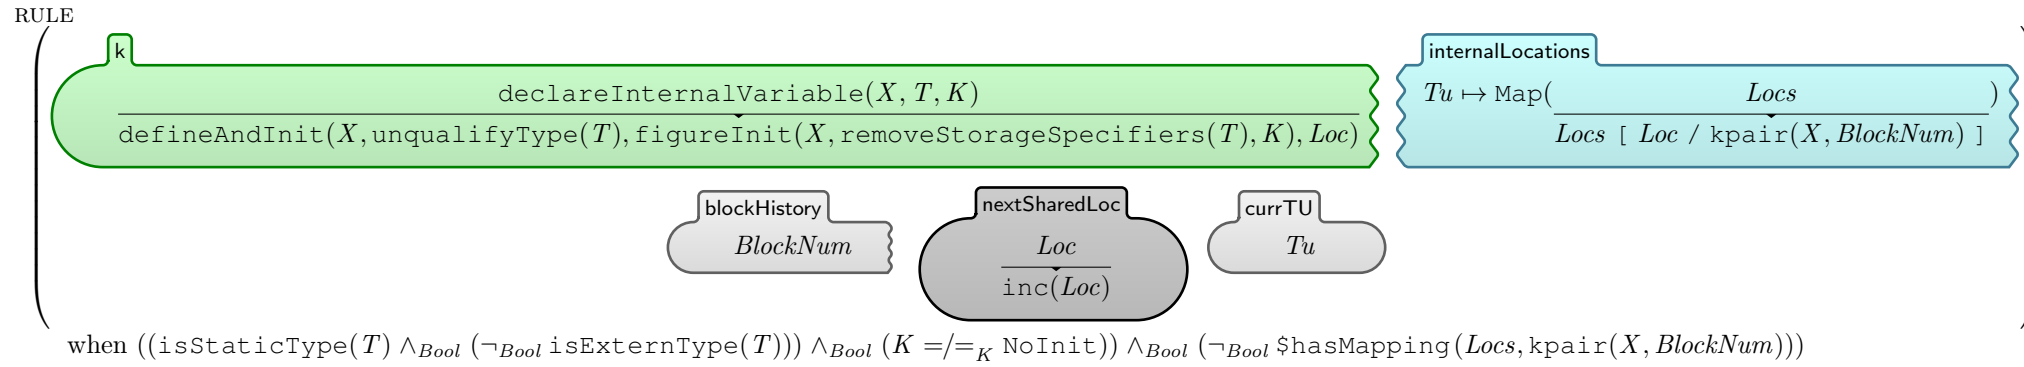 RULE
k
internalLocations
declareInternalVariable(X, T, K)
defineAndInit(X,unqualifyType(T),figureInit(X,removeStorageSpecifiers(T),K),Loc)
Tu ↦ Map( Locs )
Locs [ Loc / kpair(X,BlockNum) ]
blockHistory
nextSharedLoc
currTU
BlockNum
Loc
Tu
inc(Loc)
when ((isStaticType(T) ∧Bool (¬Bool isExternType(T))) ∧Bool (K =/=K NoInit)) ∧Bool (¬Bool $hasMapping(Locs,kpair(X,BlockNum)))